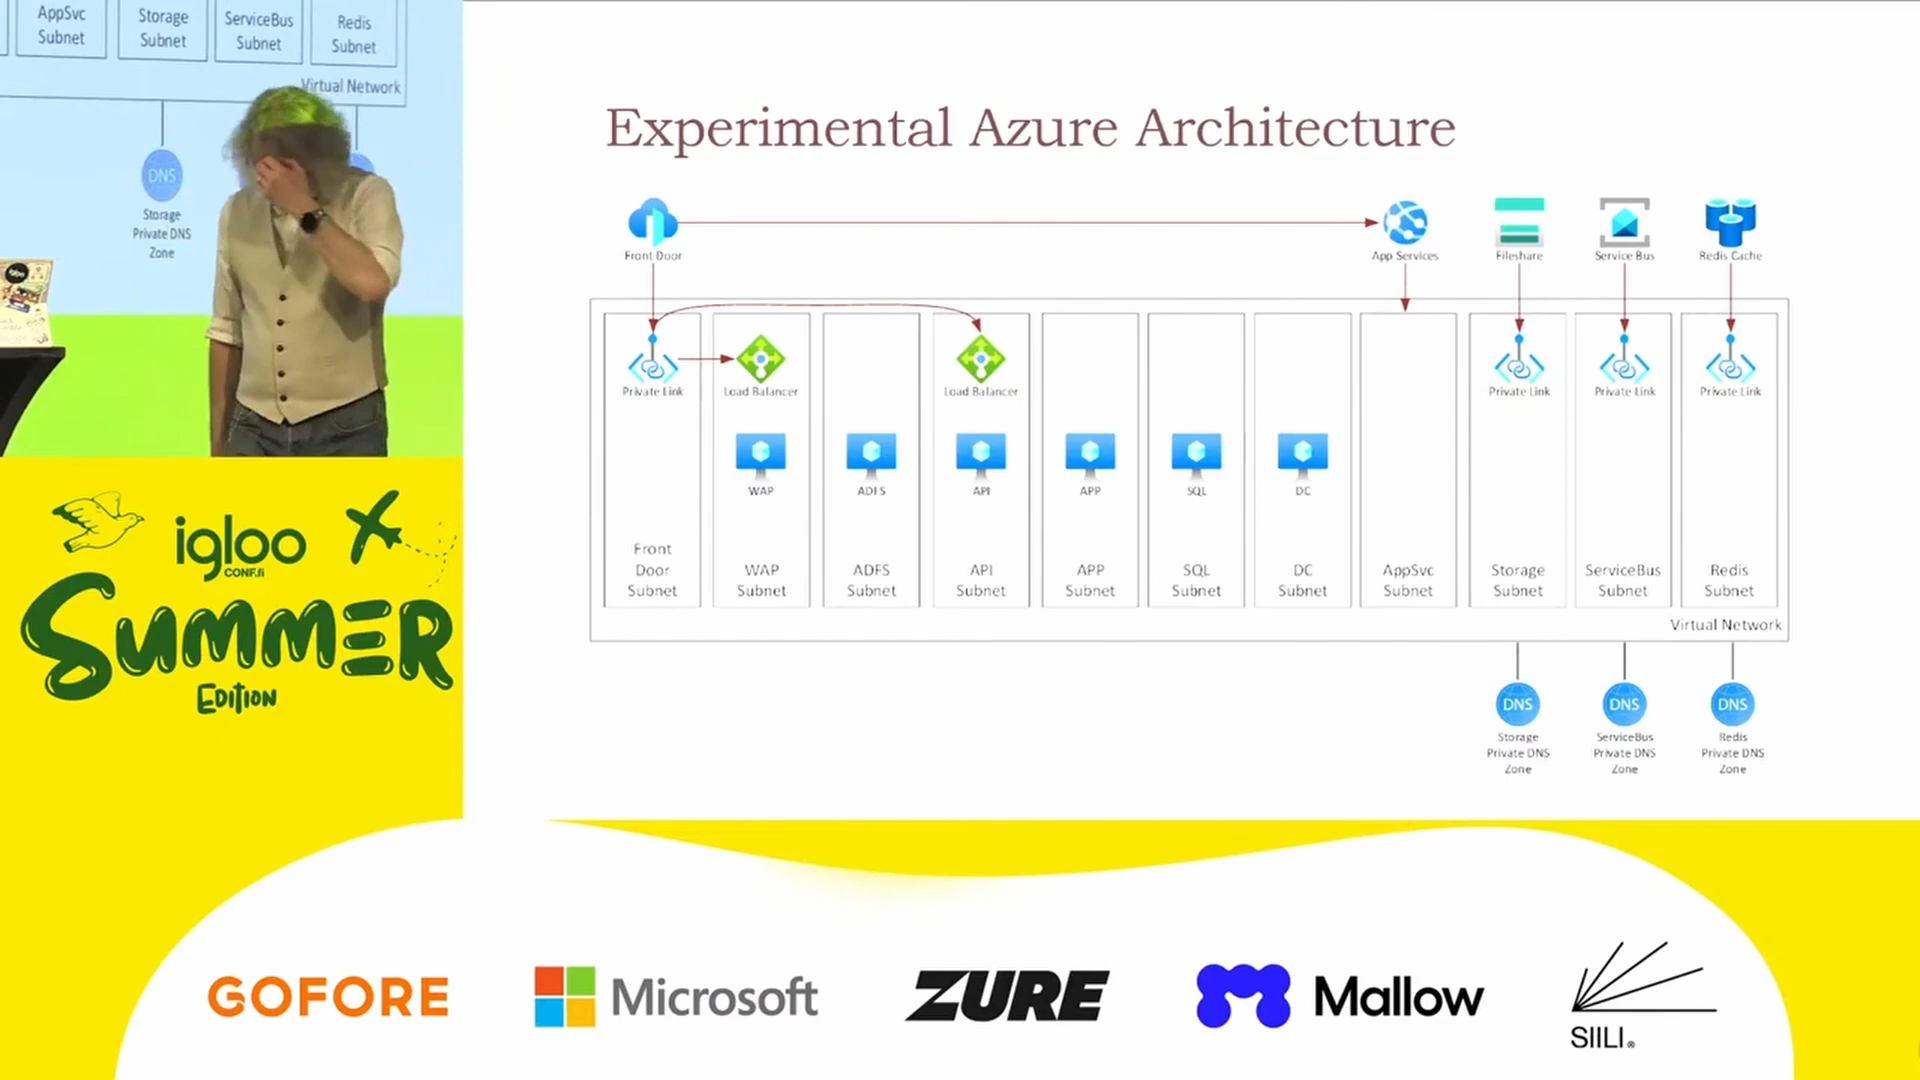 AppSvc
Subnet
Storage
Subnet
ServiceBus
Subnet
Redis
Subnet
Virtual Network
DNS
Storage
Private DNS
Zone
igloo
igloo
CONF.fi
SUMMER
EDITION
Experimental Azure Architecture
Front Door
App Services
Fileshare
Service Bus
Redis Cache
Private Link
Load Balancer
Load Balancer
Private Link
Private Link
Private Link
WAP
ADFS
API
APP
SQL
DC
Front
Door
Subnet
WAP
Subnet
ADFS
Subnet
API
Subnet
APP
Subnet
SQL
Subnet
DC
Subnet
AppSvc
Subnet
Storage
Subnet
ServiceBus
Subnet
Redis
Subnet
Virtual Network
DNS
DNS
DNS
Storage
Private DNS
Zone
ServiceBus
Private DNS
Zone
Redis
Private DNS
Zone
GOFORE
Microsoft
ZURE
Mallow
SIILI®